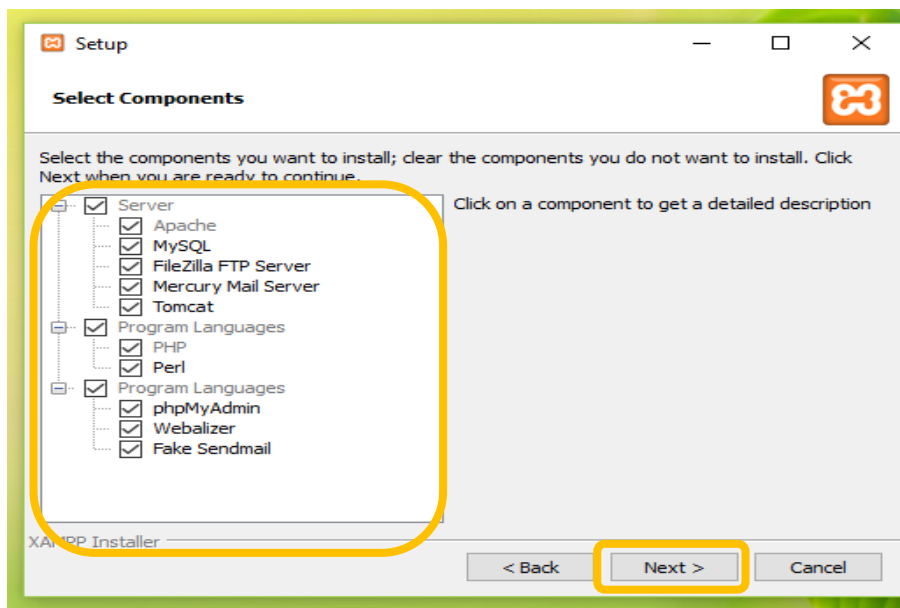 Setup
Select Components
Select the components you want to install; clear the components you do not want to install. Click
Next when you are ready to continue.
Click on a component to get a detailed description
Server
Apache
MySQL
FileZilla FTP Server
Mercury Mail Server
Tomcat
Program Languages
PHP
Perl
Program Languages
phpMyAdmin
Webalizer
Fake Sendmail
XAMPP Installer
< Back
Next >
Cancel